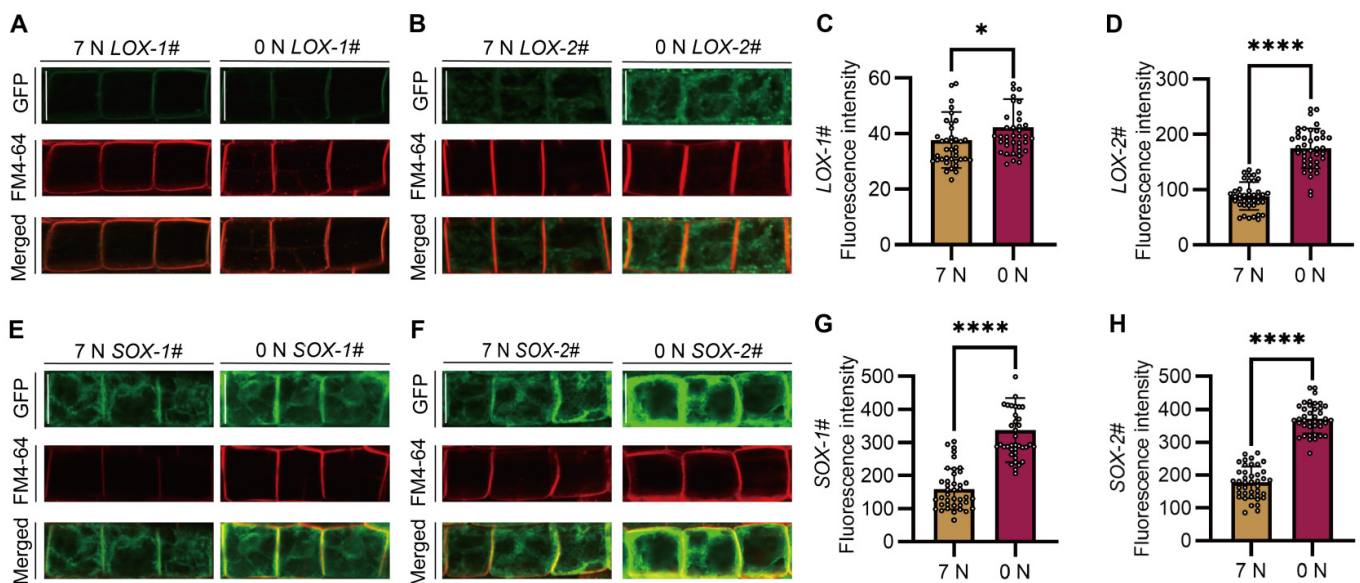 A
7 N LOX-1#
0 N LOX-1#
GFP
FM4-64
Merged
B
7 N LOX-2#
0 N LOX-2#
GFP
FM4-64
Merged
C
*
LOX-1#
Fluorescence intensity
60
40
20
0
7 N
0 N
D
****
LOX-2#
Fluorescence intensity
300
200
100
0
7 N
0 N
E
7 N SOX-1#
0 N SOX-1#
GFP
FM4-64
Merged
F
7 N SOX-2#
0 N SOX-2#
GFP
FM4-64
Merged
G
****
SOX-1#
Fluorescence intensity
500
400
300
200
100
0
7 N
0 N
H
****
SOX-2#
Fluorescence intensity
500
400
300
200
100
0
7 N
0 N